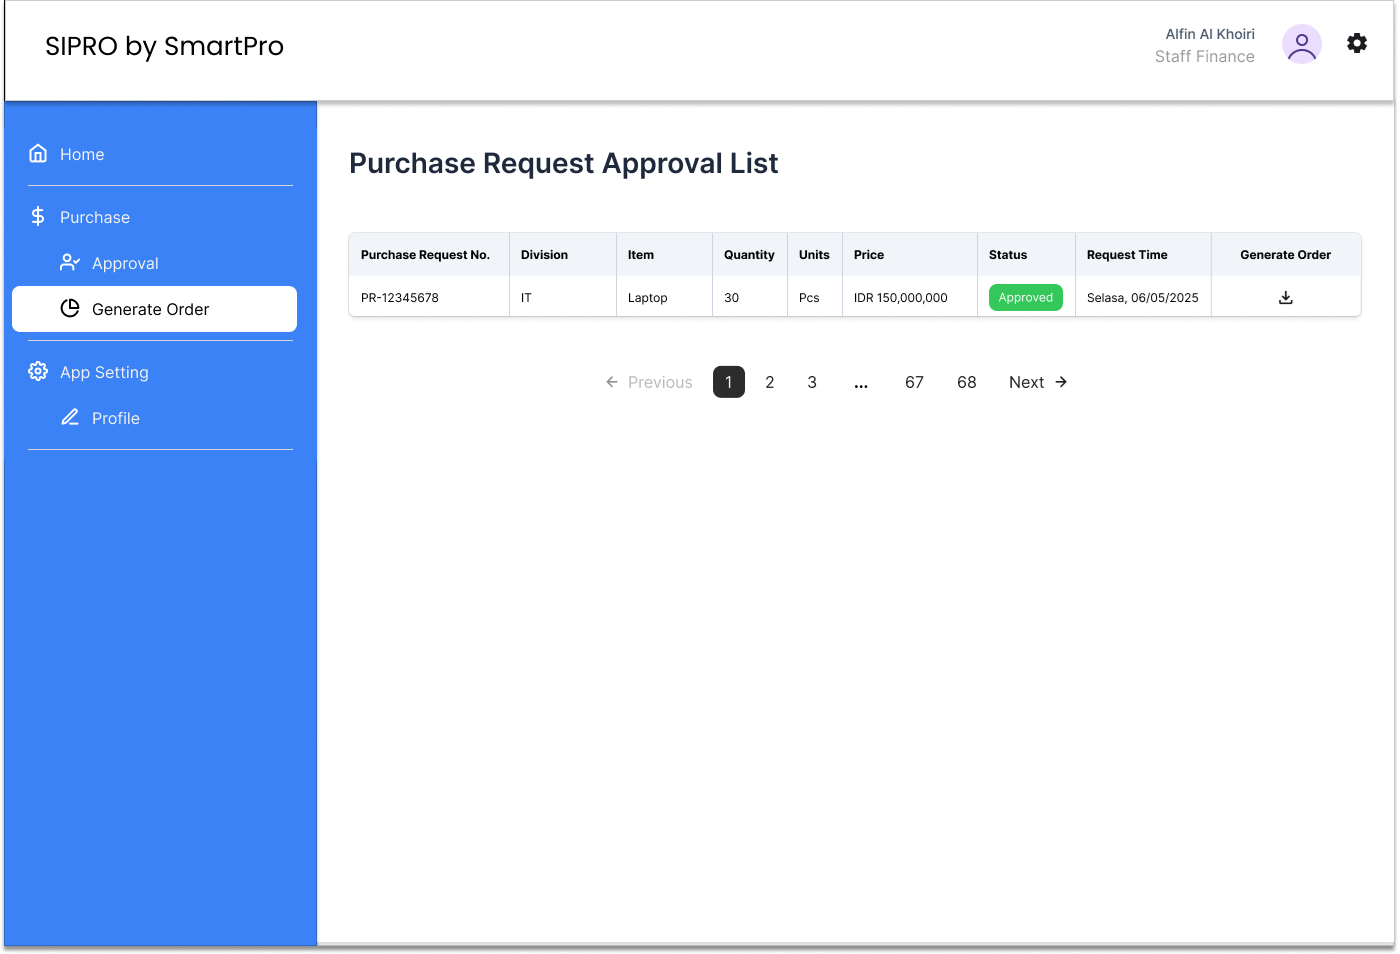 SIPRO by SmartPro
Alfin Al Khoiri
Staff Finance
Home
Purchase
Approval
Generate Order
App Setting
Profile
Purchase Request Approval List
Purchase Request No. Division Item Quantity Units Price Status Request Time Generate Order
PR-12345678 IT Laptop 30 Pcs IDR 150,000,000 Approved Selasa, 06/05/2025
Previous 1 2 3 ... 67 68 Next